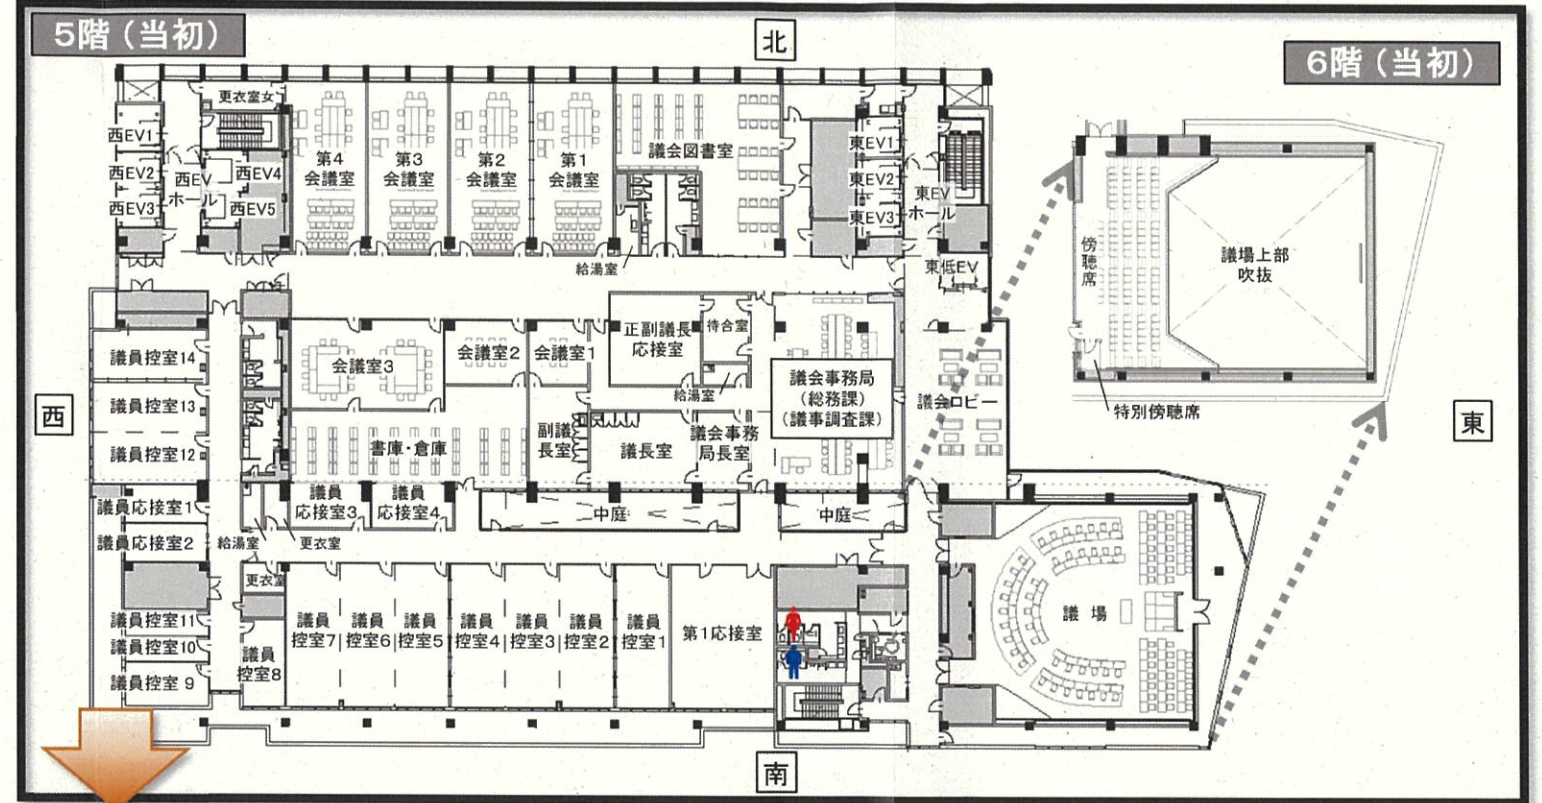 5階（当初）
北
6階（当初）
更衣室女
西EV1
西EV2
西EV3
西EV
ホール
西EV4
西EV5
第4
会議室
第3
会議室
第2
会議室
第1
会議室
議会図書室
給湯室
東EV1
東EV2
東EV3
東EV
ホール
東低EV
傍聴席
議場上部
吹抜
特別傍聴席
西
東
議員控室14
議員控室13
議員控室12
会議室3
会議室2
会議室1
正副議長
応接室
待合室
給湯室
議会事務局
（総務課）
（議事調査課）
議会ロビー
書庫・倉庫
副議
長室
議長室
議会事務
局長室
議員応接室1
議員応接室2
議員
応接室3
議員
応接室4
中庭
中庭
給湯室
更衣室
更衣室
議員控室11
議員控室10
議員控室9
議員
控室8
議員
控室7
議員
控室6
議員
控室5
議員
控室4
議員
控室3
議員
控室2
議員
控室1
第1応接室
議場
南